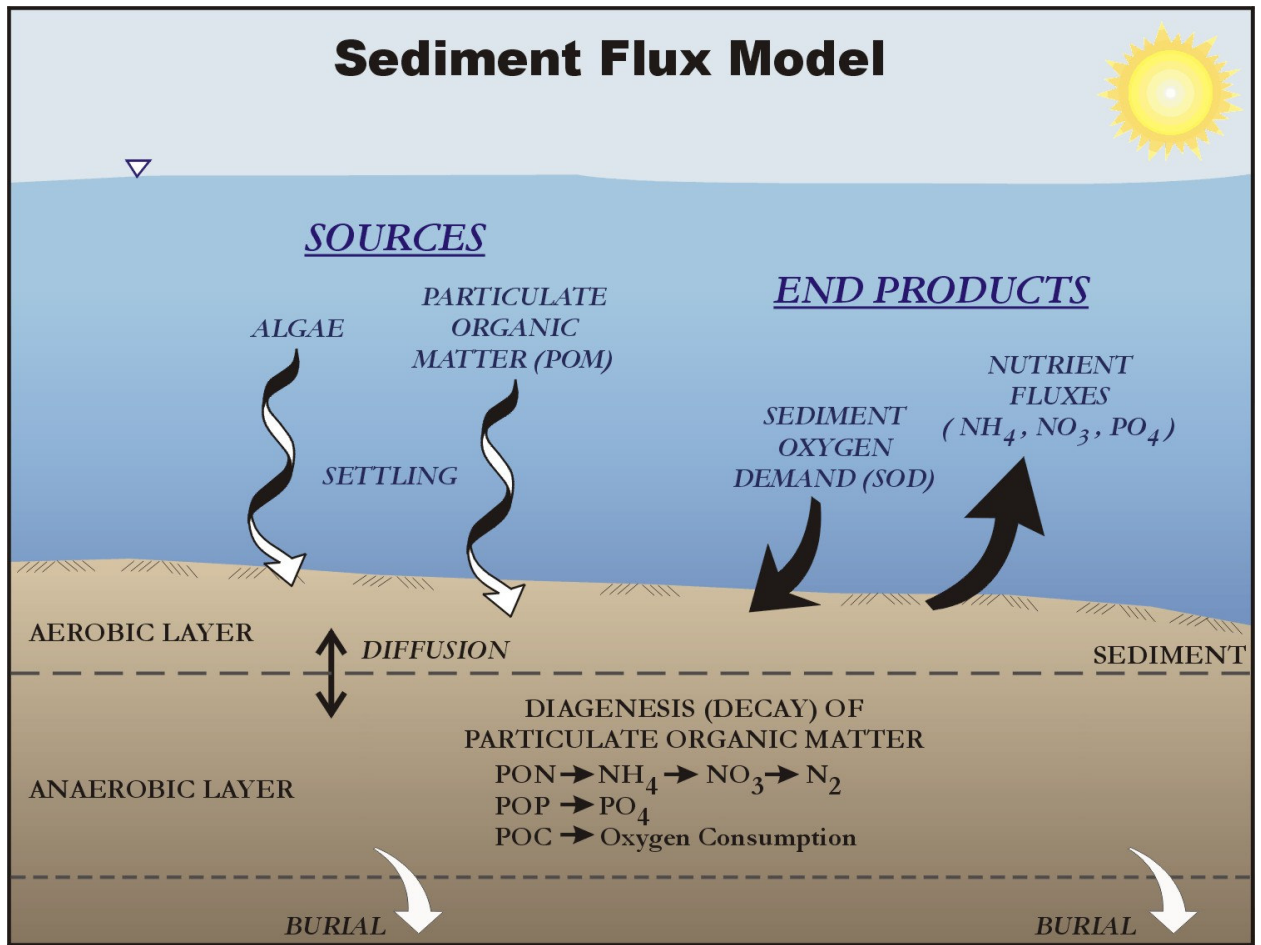 Sediment Flux Model
SOURCES
ALGAE
PARTICULATE
ORGANIC
MATTER (POM)
SETTLING
END PRODUCTS
SEDIMENT
OXYGEN
DEMAND (SOD)
NUTRIENT
FLUXES
( NH₄ , NO₃ , PO₄ )
AEROBIC LAYER
DIFFUSION
SEDIMENT
DIAGENESIS (DECAY) OF
PARTICULATE ORGANIC MATTER
PON → NH₄ → NO₃ → N₂
POP → PO₄
POC → Oxygen Consumption
ANAEROBIC LAYER
BURIAL
BURIAL